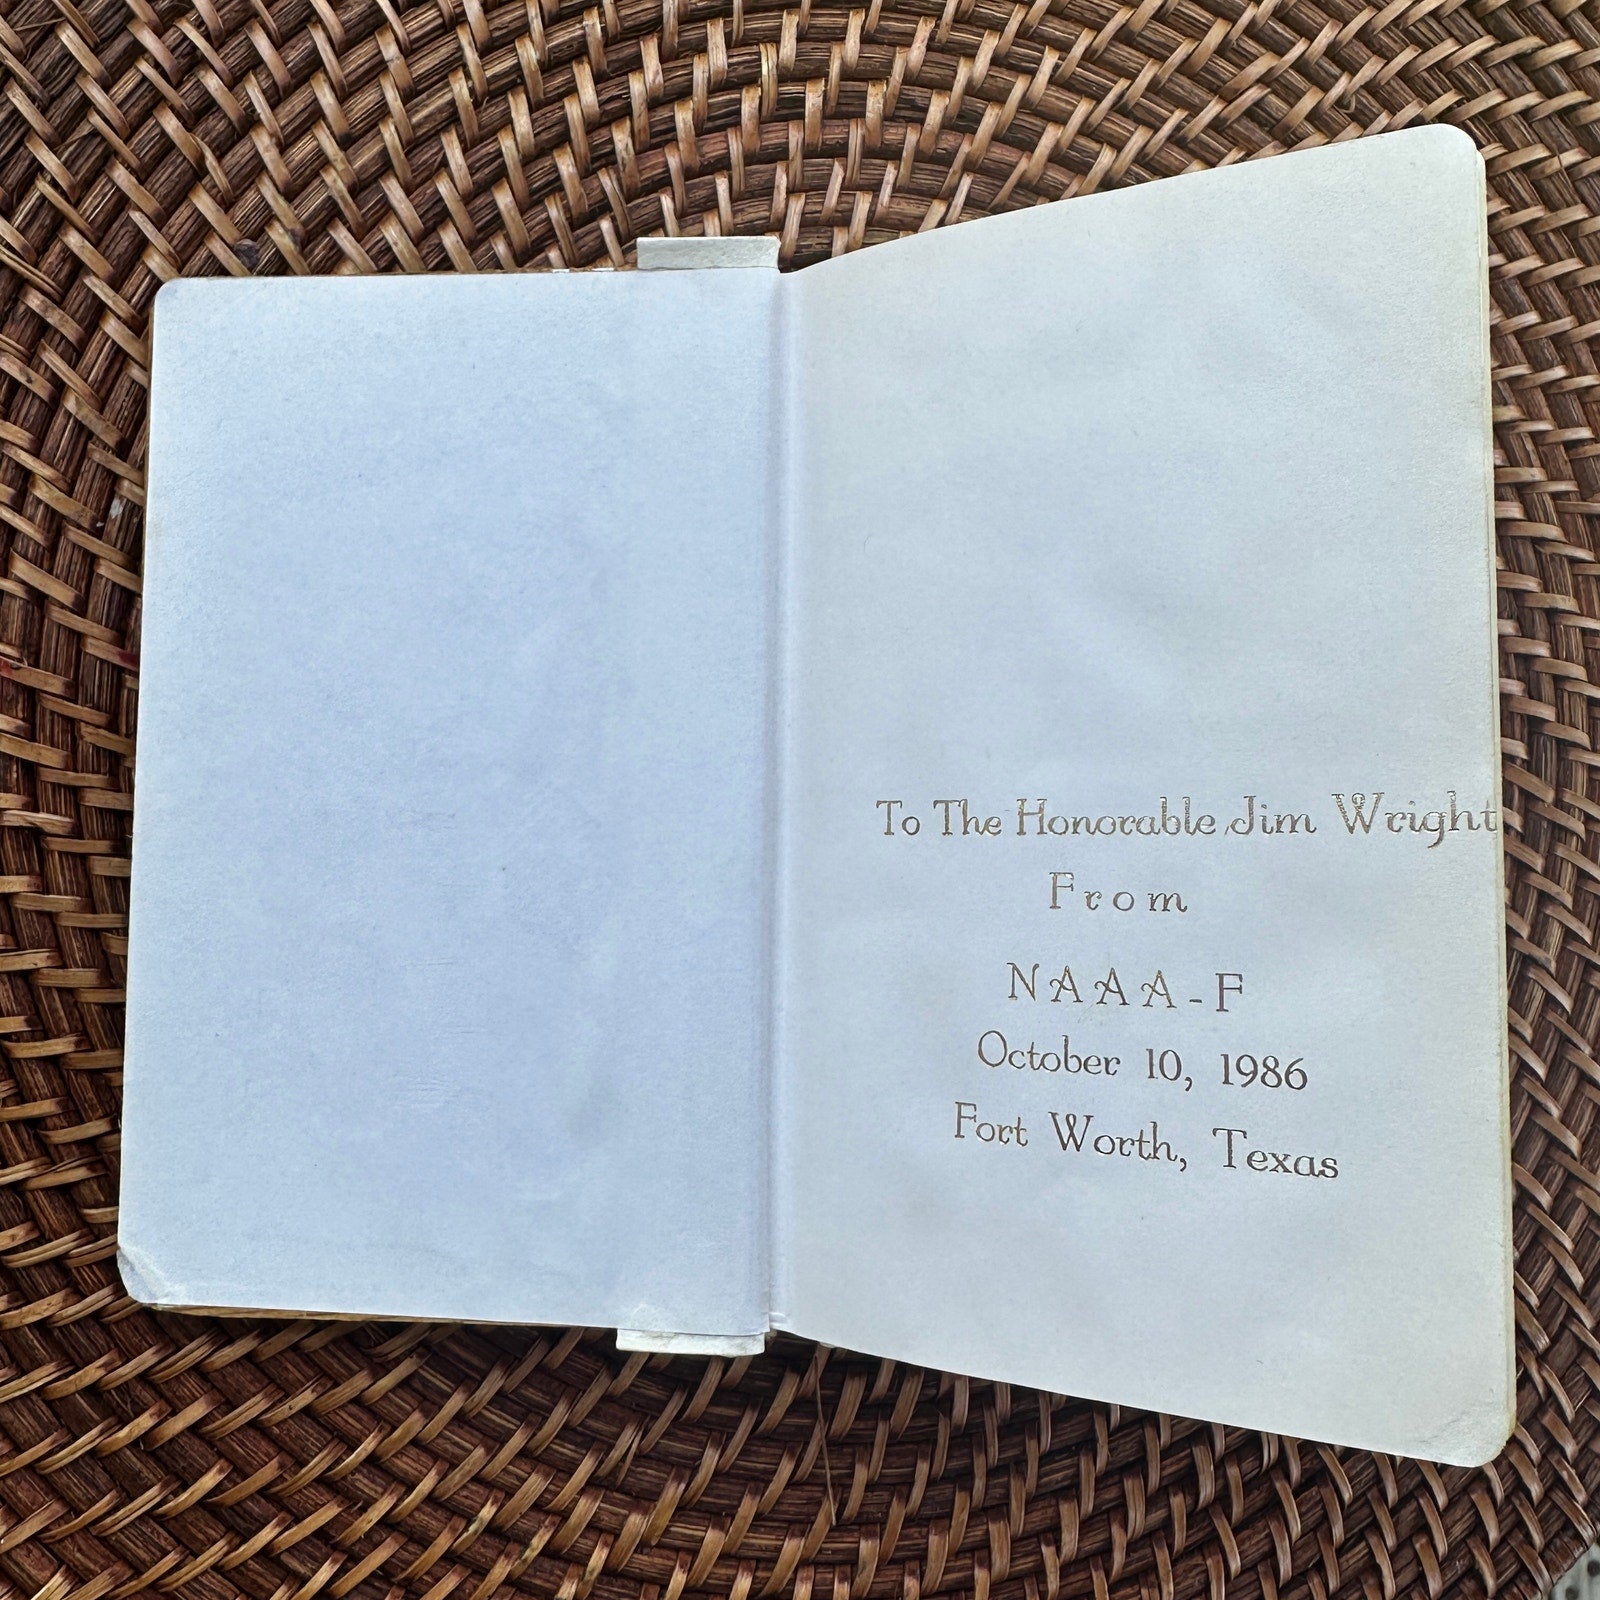 To The Honorable Jim Wright
From
NAAA-F
October 10, 1986
Fort Worth, Texas